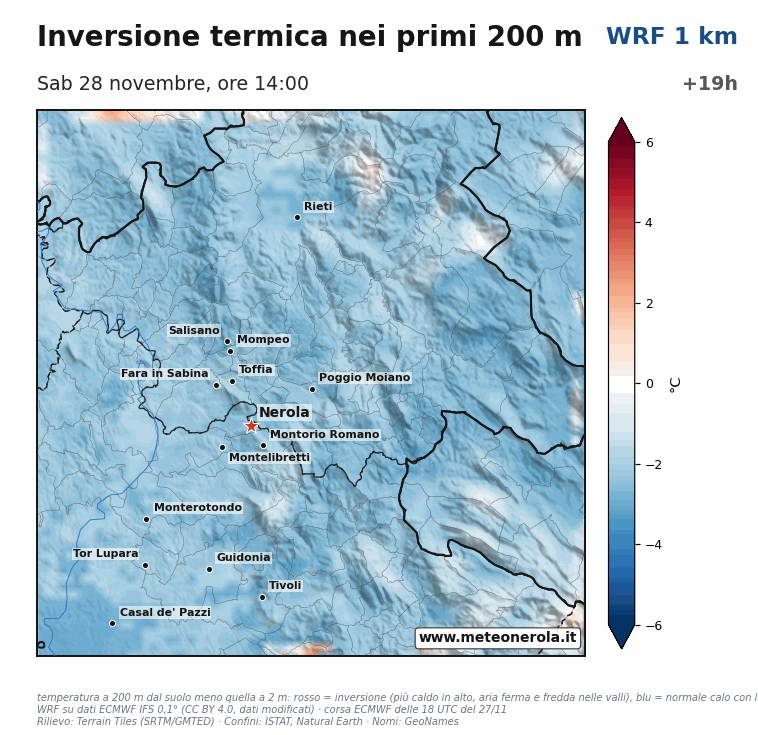 Inversione termica nei primi 200 m WRF 1 km
Sab 28 novembre, ore 14:00 +19h
Rieti
Salisano
Mompeo
Fara in Sabina
Toffia
Poggio Moiano
Nerola
Montorio Romano
Montelibretti
Monterotondo
Tor Lupara
Guidonia
Tivoli
Casal de' Pazzi
www.meteonerola.it
6
4
2
0
−2
−4
−6
°C
temperatura a 200 m dal suolo meno quella a 2 m: rosso = inversione (più caldo in alto, aria ferma e fredda nelle valli), blu = normale calo con l
WRF su dati ECMWF IFS 0,1° (CC BY 4.0, dati modificati) · corsa ECMWF delle 18 UTC del 27/11
Rilievo: Terrain Tiles (SRTM/GMTED) · Confini: ISTAT, Natural Earth · Nomi: GeoNames